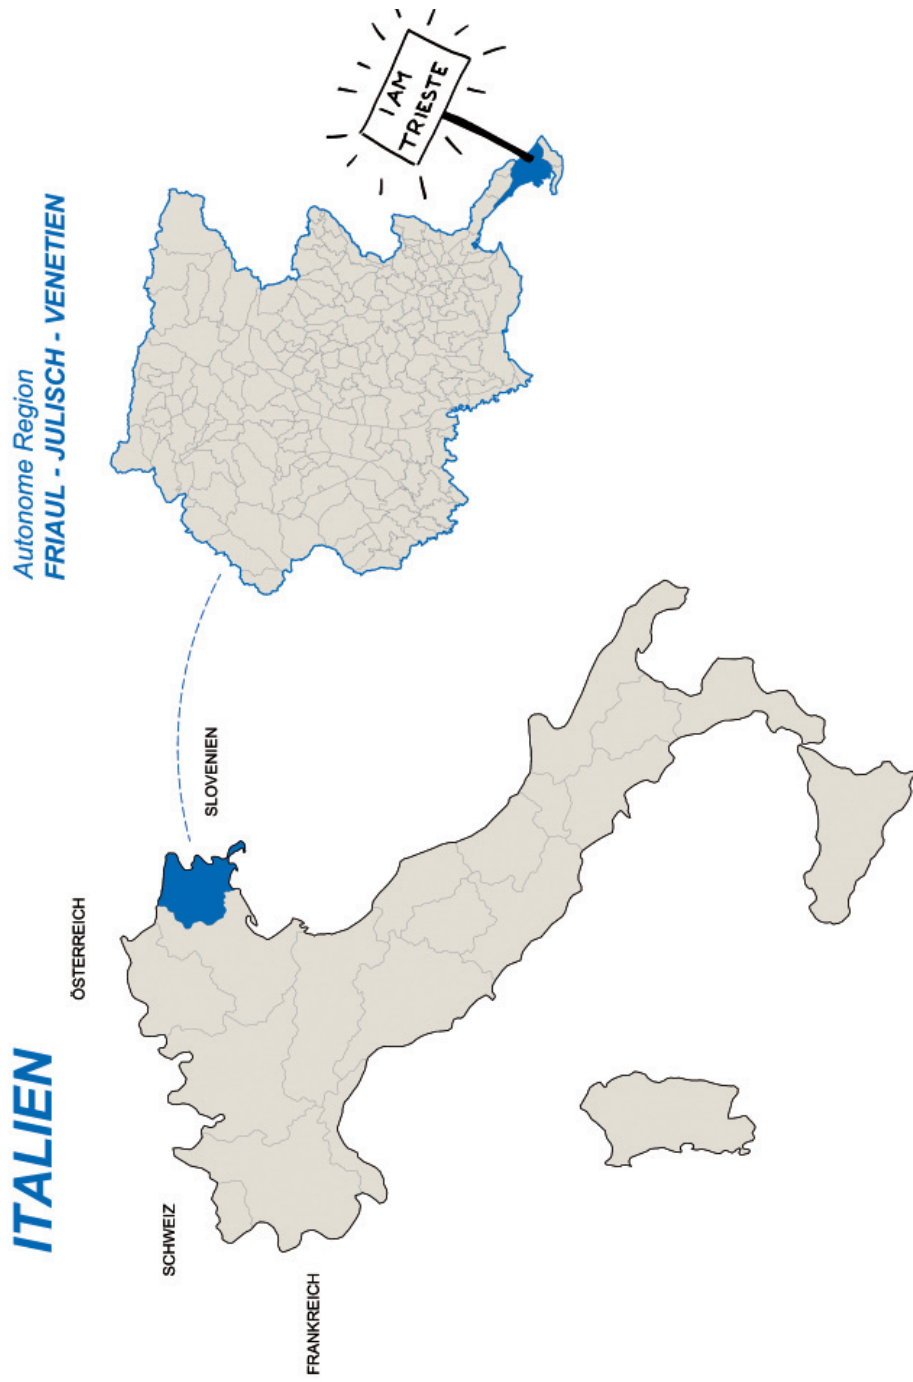 ITALIEN
Autonome Region
FRIAUL - JULISCH - VENETIEN
ÖSTERREICH
SCHWEIZ
FRANKREICH
SLOVENIEN
I AM
TRIESTE